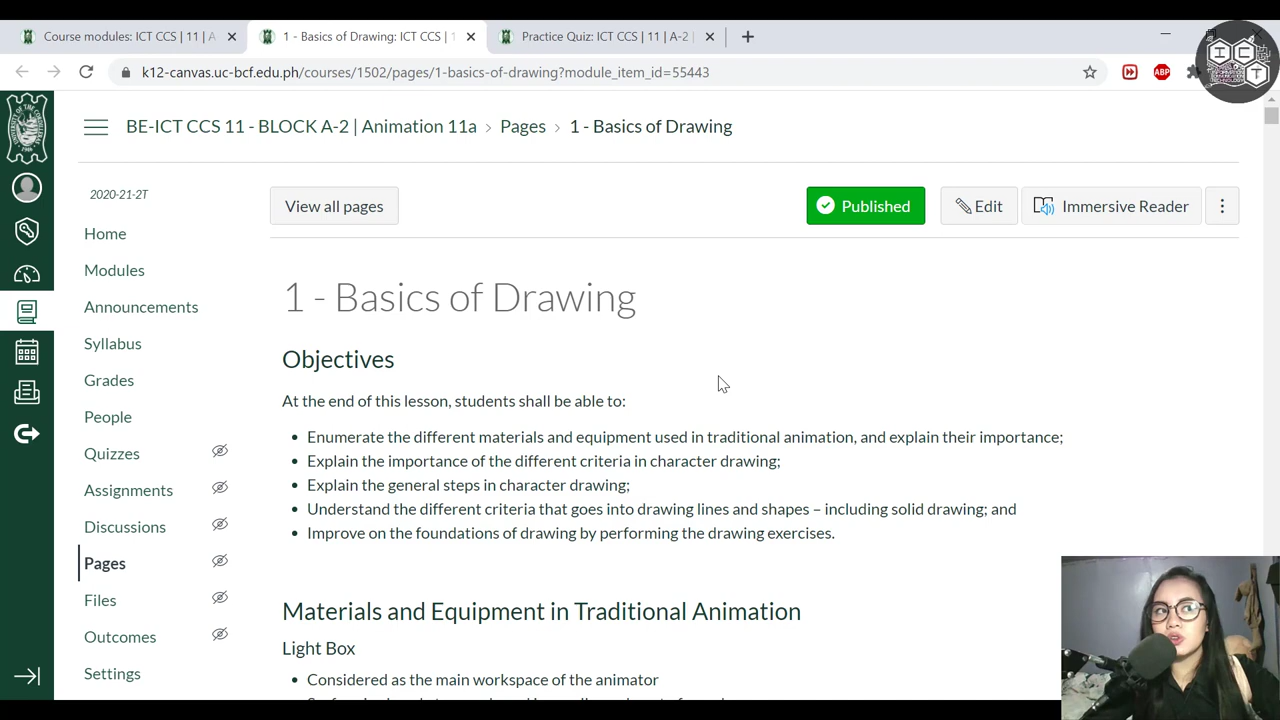 Course modules: ICT CCS | 11 | A
1 - Basics of Drawing: ICT CCS | 1
Practice Quiz: ICT CCS | 11 | A-2 |
k12-canvas.uc-bcf.edu.ph/courses/1502/pages/1-basics-of-drawing?module_item_id=55443
ABP
ICT
BE-ICT CCS 11 - BLOCK A-2 | Animation 11a > Pages > 1 - Basics of Drawing
2020-21-2T
View all pages
Published
Edit
Immersive Reader
Home
Modules
Announcements
Syllabus
Grades
People
Quizzes
Assignments
Discussions
Pages
Files
Outcomes
Settings
1 - Basics of Drawing
Objectives
At the end of this lesson, students shall be able to:
• Enumerate the different materials and equipment used in traditional animation, and explain their importance;
• Explain the importance of the different criteria in character drawing;
• Explain the general steps in character drawing;
• Understand the different criteria that goes into drawing lines and shapes – including solid drawing; and
• Improve on the foundations of drawing by performing the drawing exercises.
Materials and Equipment in Traditional Animation
Light Box
• Considered as the main workspace of the animator